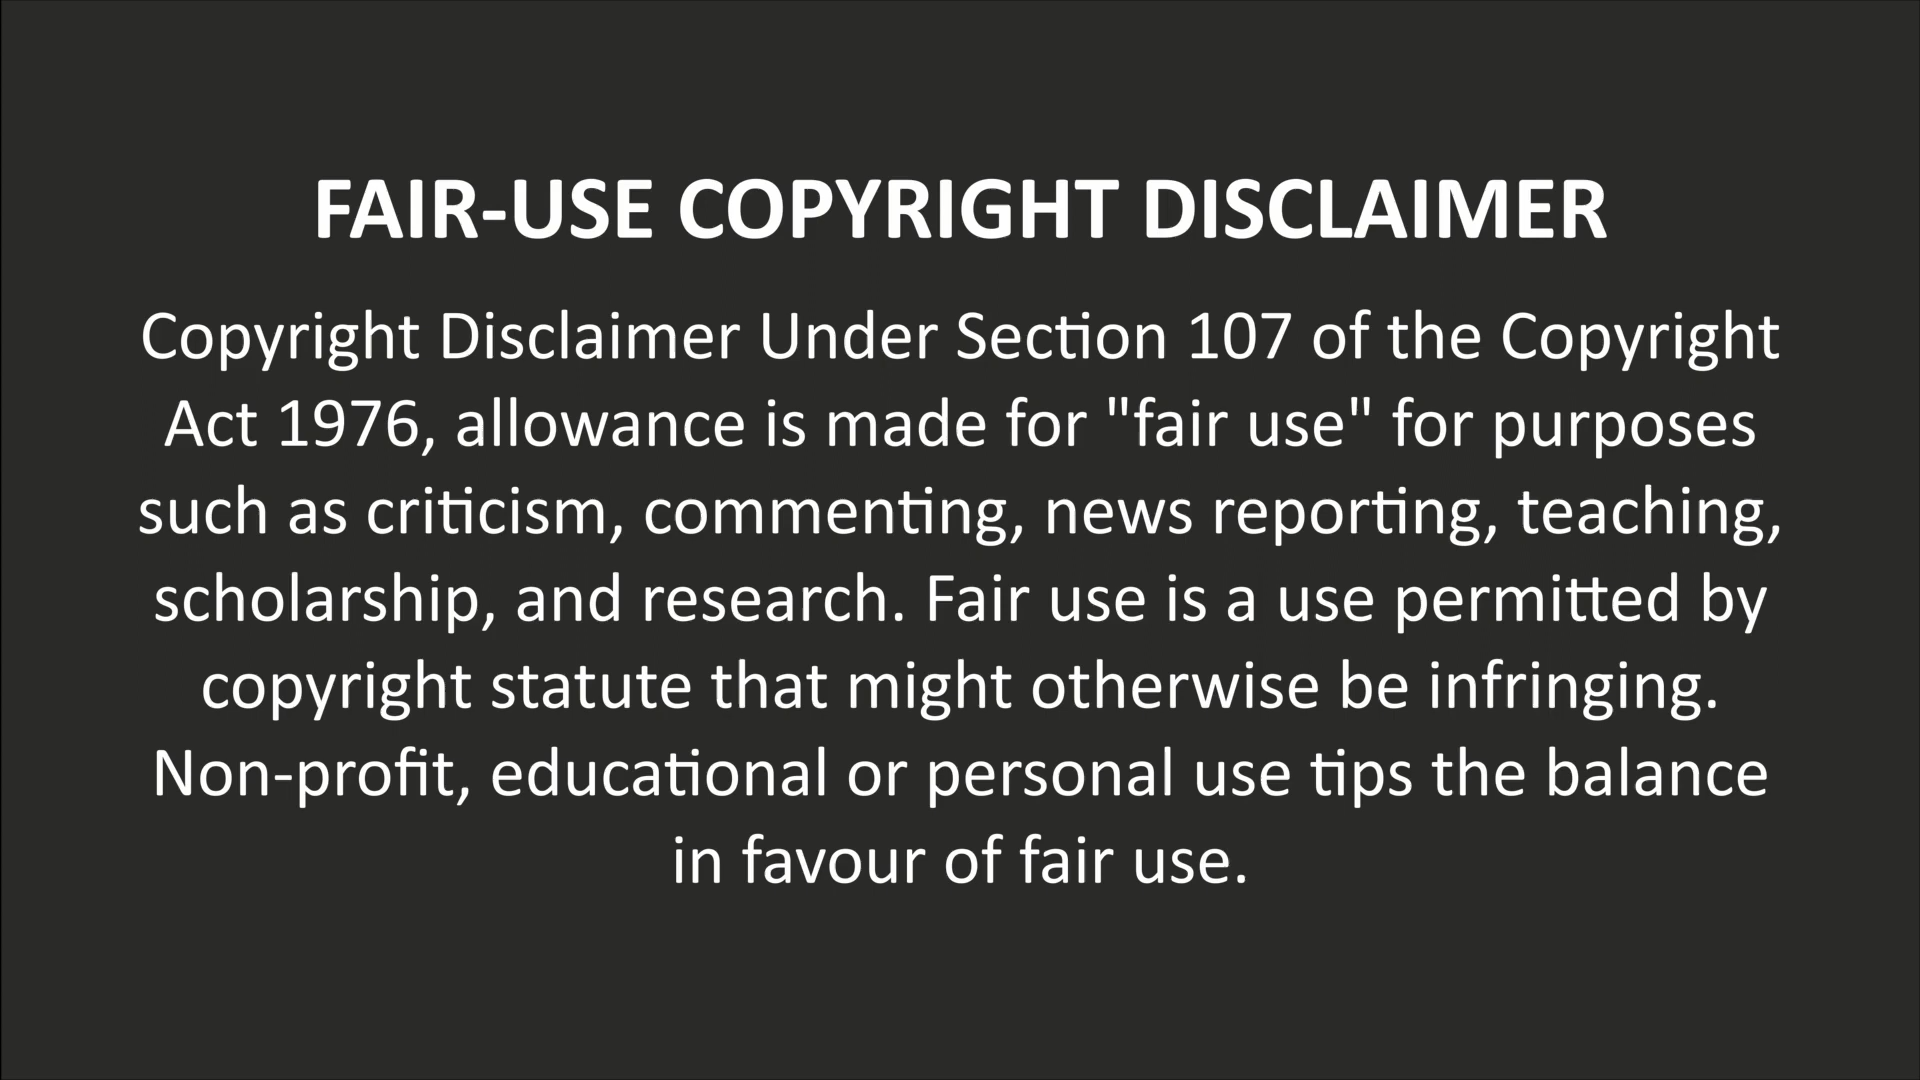 FAIR-USE COPYRIGHT DISCLAIMER
Copyright Disclaimer Under Section 107 of the Copyright
Act 1976, allowance is made for "fair use" for purposes
such as criticism, commenting, news reporting, teaching,
scholarship, and research. Fair use is a use permitted by
copyright statute that might otherwise be infringing.
Non-profit, educational or personal use tips the balance
in favour of fair use.